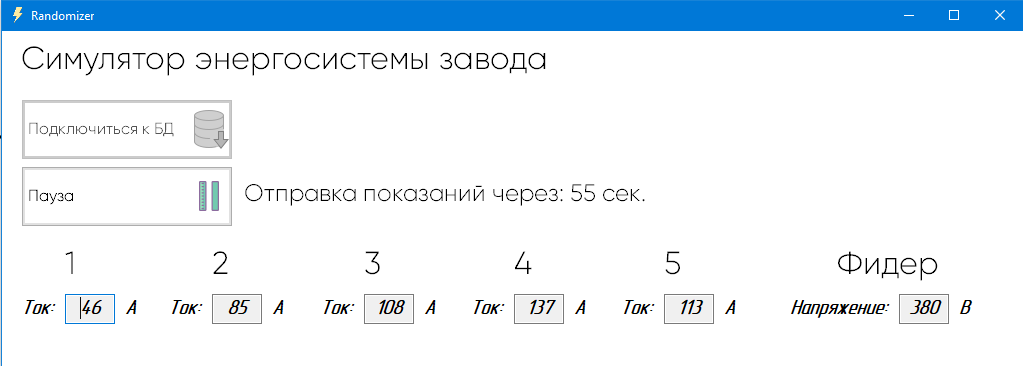 Randomizer
Симулятор энергосистемы завода
Подключиться к БД
Пауза
Отправка показаний через: 55 сек.
1 2 3 4 5 Фидер
Ток: 46 А Ток: 85 А Ток: 108 А Ток: 137 А Ток: 113 А Напряжение: 380 В